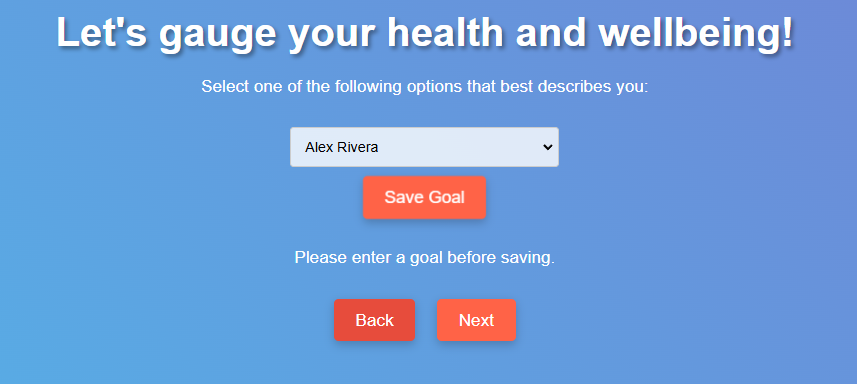 Let's gauge your health and wellbeing!
Select one of the following options that best describes you:
Alex Rivera
Save Goal
Please enter a goal before saving.
Back
Next